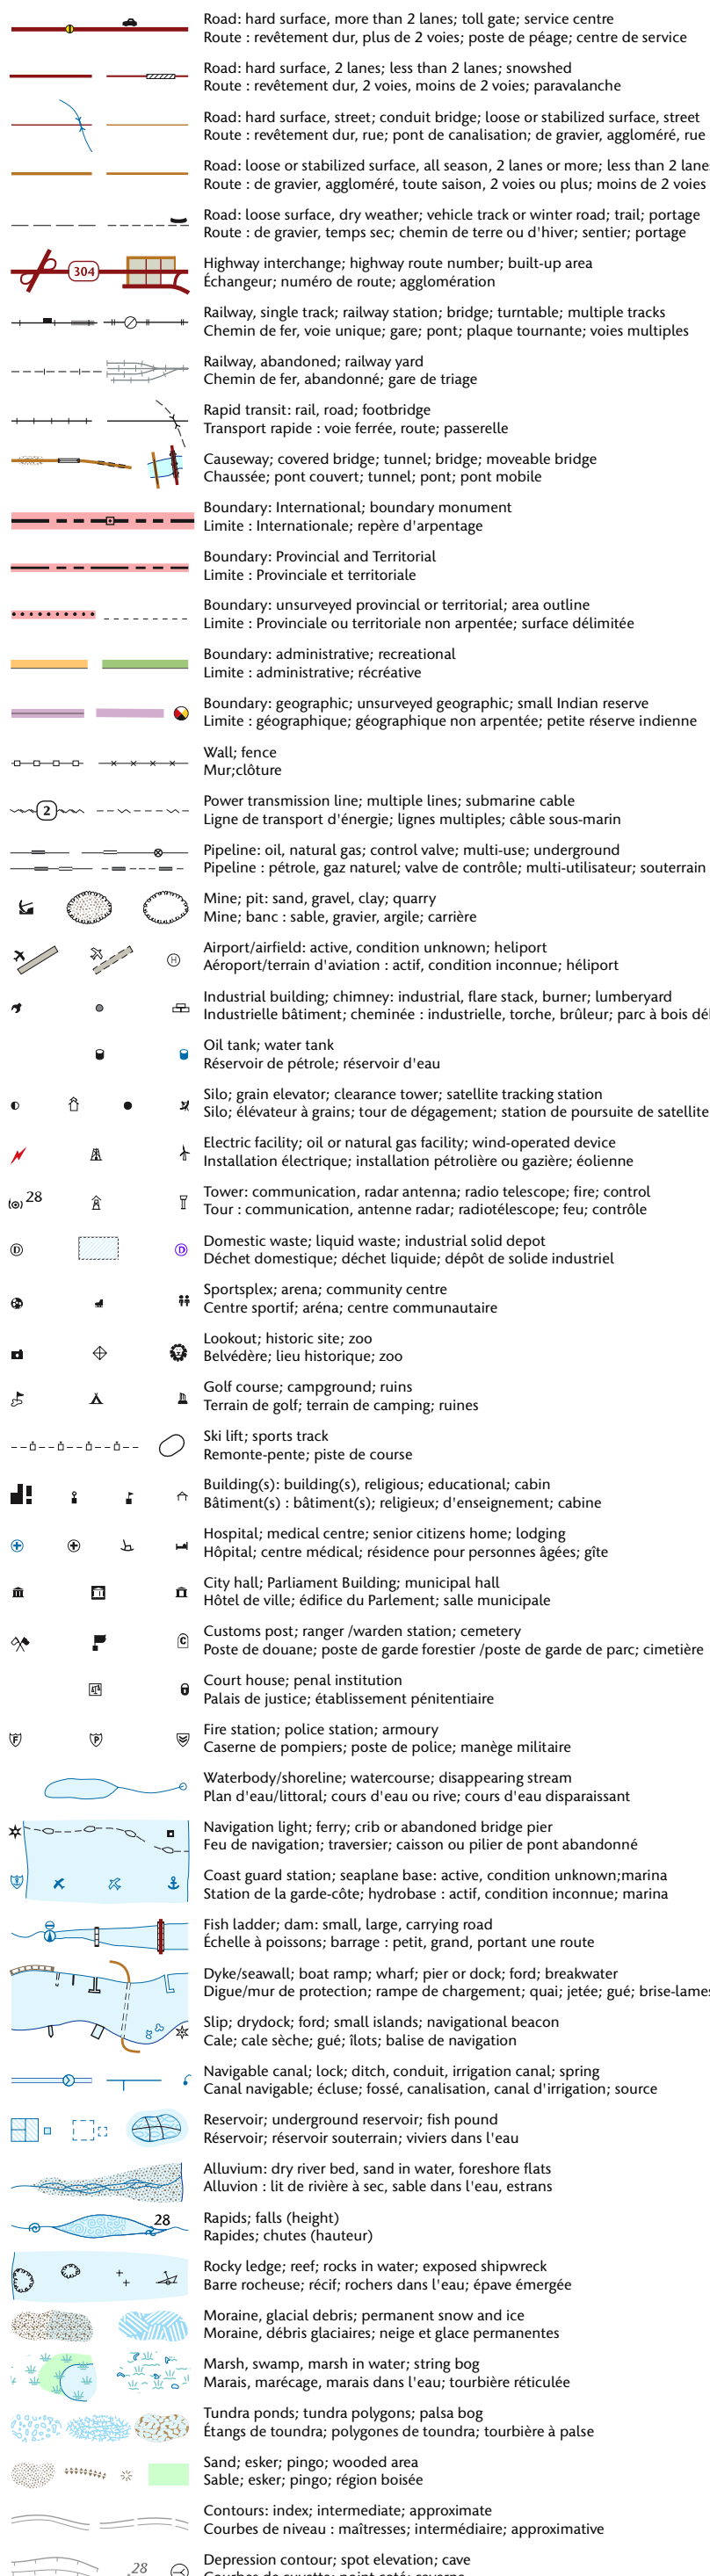 Road: hard surface, more than 2 lanes; toll gate; service centre
Route : revêtement dur, plus de 2 voies; poste de péage; centre de service
Road: hard surface, 2 lanes; less than 2 lanes; snowshed
Route : revêtement dur, 2 voies, moins de 2 voies; paravalanche
Road: hard surface, street; conduit bridge; loose or stabilized surface, street
Route : revêtement dur, rue; pont de canalisation; de gravier, aggloméré, rue
Road: loose or stabilized surface, all season, 2 lanes or more; less than 2 lane
Route : de gravier, aggloméré, toute saison, 2 voies ou plus; moins de 2 voies
Road: loose surface, dry weather; vehicle track or winter road; trail; portage
Route : de gravier, temps sec; chemin de terre ou d'hiver; sentier; portage
304
Highway interchange; highway route number; built-up area
Échangeur; numéro de route; agglomération
Railway, single track; railway station; bridge; turntable; multiple tracks
Chemin de fer, voie unique; gare; pont; plaque tournante; voies multiples
Railway, abandoned; railway yard
Chemin de fer, abandonné; gare de triage
Rapid transit: rail, road; footbridge
Transport rapide : voie ferrée, route; passerelle
Causeway; covered bridge; tunnel; bridge; moveable bridge
Chaussée; pont couvert; tunnel; pont; pont mobile
Boundary: International; boundary monument
Limite : Internationale; repère d'arpentage
Boundary: Provincial and Territorial
Limite : Provinciale et territoriale
Boundary: unsurveyed provincial or territorial; area outline
Limite : Provinciale ou territoriale non arpentée; surface délimitée
Boundary: administrative; recreational
Limite : administrative; récréative
Boundary: geographic; unsurveyed geographic; small Indian reserve
Limite : géographique; géographique non arpentée; petite réserve indienne
Wall; fence
Mur;clôture
2
Power transmission line; multiple lines; submarine cable
Ligne de transport d'énergie; lignes multiples; câble sous-marin
Pipeline: oil, natural gas; control valve; multi-use; underground
Pipeline : pétrole, gaz naturel; valve de contrôle; multi-utilisateur; souterrain
Mine; pit: sand, gravel, clay; quarry
Mine; banc : sable, gravier, argile; carrière
H
Airport/airfield: active, condition unknown; heliport
Aéroport/terrain d'aviation : actif, condition inconnue; héliport
Industrial building; chimney: industrial, flare stack, burner; lumberyard
Industrielle bâtiment; cheminée : industrielle, torche, brûleur; parc à bois dé
Oil tank; water tank
Réservoir de pétrole; réservoir d'eau
Silo; grain elevator; clearance tower; satellite tracking station
Silo; élévateur à grains; tour de dégagement; station de poursuite de satellite
Electric facility; oil or natural gas facility; wind-operated device
Installation électrique; installation pétrolière ou gazière; éolienne
28
Tower: communication, radar antenna; radio telescope; fire; control
Tour : communication, antenne radar; radiotélescope; feu; contrôle
D D
Domestic waste; liquid waste; industrial solid depot
Déchet domestique; déchet liquide; dépôt de solide industriel
Sportsplex; arena; community centre
Centre sportif; aréna; centre communautaire
Lookout; historic site; zoo
Belvédère; lieu historique; zoo
Golf course; campground; ruins
Terrain de golf; terrain de camping; ruines
Ski lift; sports track
Remonte-pente; piste de course
Building(s): building(s), religious; educational; cabin
Bâtiment(s) : bâtiment(s); religieux; d'enseignement; cabine
Hospital; medical centre; senior citizens home; lodging
Hôpital; centre médical; résidence pour personnes âgées; gîte
City hall; Parliament Building; municipal hall
Hôtel de ville; édifice du Parlement; salle municipale
C
Customs post; ranger /warden station; cemetery
Poste de douane; poste de garde forestier /poste de garde de parc; cimetière
Court house; penal institution
Palais de justice; établissement pénitentiaire
F P
Fire station; police station; armoury
Caserne de pompiers; poste de police; manège militaire
Waterbody/shoreline; watercourse; disappearing stream
Plan d'eau/littoral; cours d'eau ou rive; cours d'eau disparaissant
Navigation light; ferry; crib or abandoned bridge pier
Feu de navigation; traversier; caisson ou pilier de pont abandonné
Coast guard station; seaplane base: active, condition unknown;marina
Station de la garde-côte; hydrobase : actif, condition inconnue; marina
Fish ladder; dam: small, large, carrying road
Échelle à poissons; barrage : petit, grand, portant une route
Dyke/seawall; boat ramp; wharf; pier or dock; ford; breakwater
Digue/mur de protection; rampe de chargement; quai; jetée; gué; brise-lames
Slip; drydock; ford; small islands; navigational beacon
Cale; cale sèche; gué; îlots; balise de navigation
Navigable canal; lock; ditch, conduit, irrigation canal; spring
Canal navigable; écluse; fossé, canalisation, canal d'irrigation; source
Reservoir; underground reservoir; fish pound
Réservoir; réservoir souterrain; viviers dans l'eau
Alluvium: dry river bed, sand in water, foreshore flats
Alluvion : lit de rivière à sec, sable dans l'eau, estrans
28
Rapids; falls (height)
Rapides; chutes (hauteur)
Rocky ledge; reef; rocks in water; exposed shipwreck
Barre rocheuse; récif; rochers dans l'eau; épave émergée
Moraine, glacial debris; permanent snow and ice
Moraine, débris glaciaires; neige et glace permanentes
Marsh, swamp, marsh in water; string bog
Marais, marécage, marais dans l'eau; tourbière réticulée
Tundra ponds; tundra polygons; palsa bog
Étangs de toundra; polygones de toundra; tourbière à palse
Sand; esker; pingo; wooded area
Sable; esker; pingo; région boisée
Contours: index; intermediate; approximate
Courbes de niveau : maîtresses; intermédiaire; approximative
28
Depression contour; spot elevation; cave